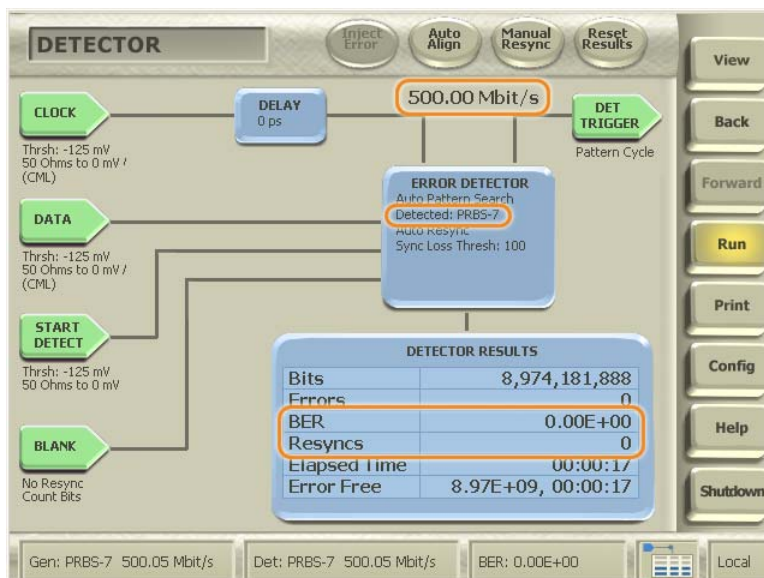 DETECTOR
Inject Error
Auto Align
Manual Resync
Reset Results
View
Back
Forward
Run
Print
Config
Help
Shutdown
CLOCK
Thrsh: -125 mV
50 Ohms to 0 mV /
(CML)
DELAY
0 ps
500.00 Mbit/s
DET
TRIGGER
Pattern Cycle
ERROR DETECTOR
Auto Pattern Search
Detected: PRBS-7
Auto Resync
Sync Loss Thresh: 100
DATA
Thrsh: -125 mV
50 Ohms to 0 mV /
(CML)
START
DETECT
Thrsh: -125 mV
50 Ohms to 0 mV
BLANK
No Resync
Count Bits
DETECTOR RESULTS
Bits 8,974,181,888
Errors 0
BER 0.00E+00
Resyncs 0
Elapsed Time 00:00:17
Error Free 8.97E+09, 00:00:17
Gen: PRBS-7 500.05 Mbit/s
Det: PRBS-7 500.05 Mbit/s
BER: 0.00E+00
Local